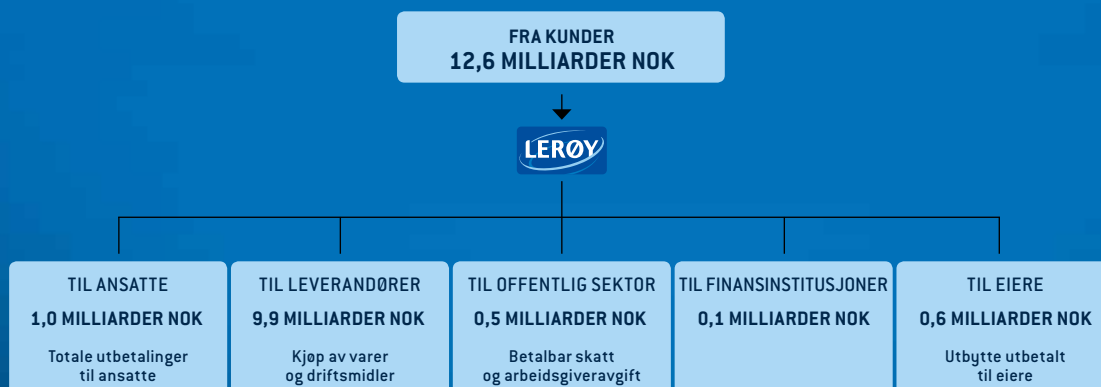 FRA KUNDER
12,6 MILLIARDER NOK
LERØY
TIL ANSATTE
1,0 MILLIARDER NOK
Totale utbetalinger
til ansatte
TIL LEVERANDØRER
9,9 MILLIARDER NOK
Kjøp av varer
og driftsmidler
TIL OFFENTLIG SEKTOR
0,5 MILLIARDER NOK
Betalbar skatt
og arbeidsgiveravgift
TIL FINANSINSTITUSJONER
0,1 MILLIARDER NOK
TIL EIERE
0,6 MILLIARDER NOK
Utbytte utbetalt
til eiere